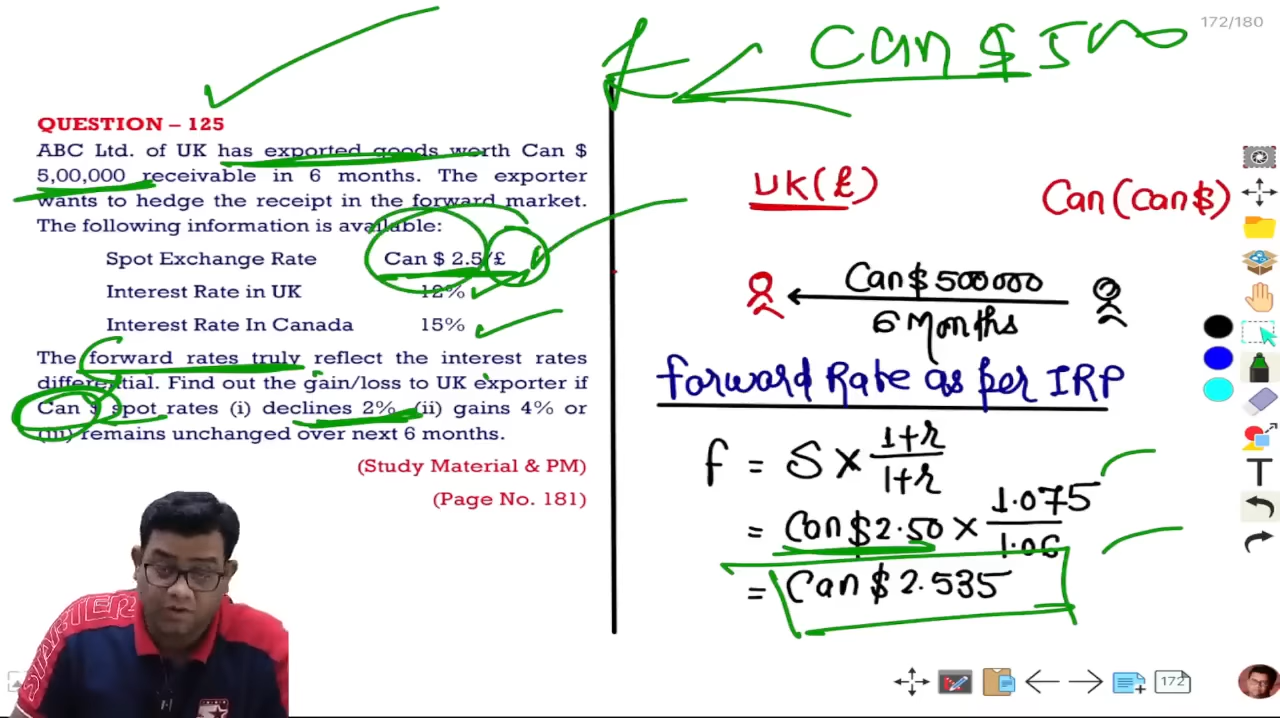 172/180
£ Can $ 500
QUESTION – 125
ABC Ltd. of UK has exported goods worth Can $
5,00,000 receivable in 6 months. The exporter
wants to hedge the receipt in the forward market.
The following information is available:
Spot Exchange Rate Can $ 2.5/£
Interest Rate in UK 12%
Interest Rate In Canada 15%
The forward rates truly reflect the interest rates
differential. Find out the gain/loss to UK exporter if
Can $ spot rates (i) declines 2%, (ii) gains 4% or
(iii) remains unchanged over next 6 months.
(Study Material & PM)
(Page No. 181)
UK(£) Can(Can$)
Can$500000
6 Months
Forward Rate as per IRP
f = S × 1+r
1+r
= Can $2.50 × 1.075
1.06
= Can $ 2.535
STARTER
T
172